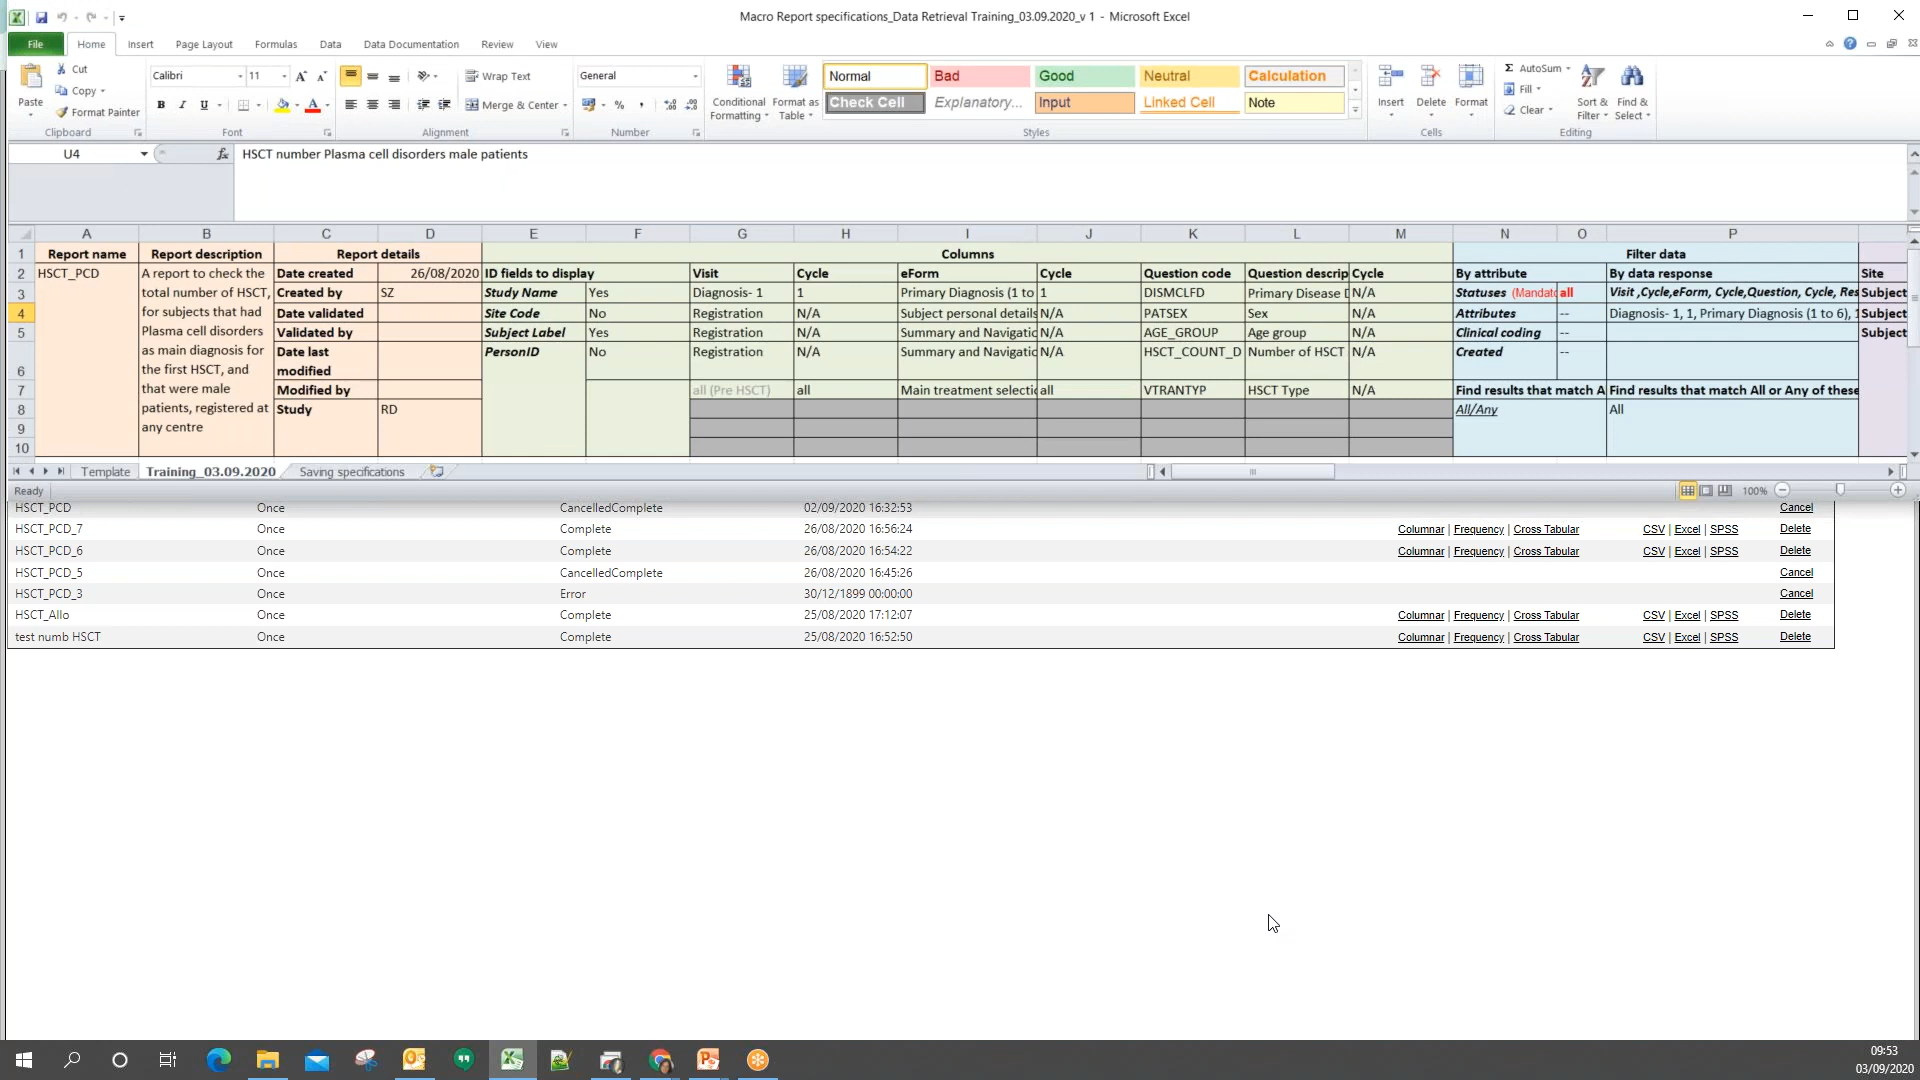 Macro Report specifications_Data Retrieval Training_03.09.2020_v 1 - Microsoft Excel
File Home Insert Page Layout Formulas Data Data Documentation Review View
Paste
Cut
Copy
Format Painter
Clipboard
Calibri 11
B I U
Font
Wrap Text
Merge & Center
Alignment
General
Number
Conditional Formatting
Format as Table
Normal Bad Good Neutral Calculation
Check Cell Explanatory... Input Linked Cell Note
Styles
Insert Delete Format
Cells
AutoSum
Fill
Clear
Sort & Filter
Find & Select
Editing
U4 fx HSCT number Plasma cell disorders male patients
A B C D E F G H I J K L M N O P
1 Report name Report description Report details Columns Filter data
2 HSCT_PCD A report to check the Date created 26/08/2020 ID fields to display Visit Cycle eForm Cycle Question code Question descrip Cycle By attribute By data response Site
3 total number of HSCT, Created by SZ Study Name Yes Diagnosis- 1 1 Primary Diagnosis (1 to 1 DISMCLFD Primary Disease D N/A Statuses (Mandato all Visit ,Cycle,eForm, Cycle,Question, Cycle, Res Subject
4 for subjects that had Date validated Site Code No Registration N/A Subject personal details N/A PATSEX Sex N/A Attributes -- Diagnosis- 1, 1, Primary Diagnosis (1 to 6), 1 Subject
5 Plasma cell disorders Validated by Subject Label Yes Registration N/A Summary and Navigatic N/A AGE_GROUP Age group N/A Clinical coding -- Subject
6 as main diagnosis for the first HSCT, and Date last modified PersonID No Registration N/A Summary and Navigatic N/A HSCT_COUNT_D Number of HSCT N/A Created --
7 that were male Modified by all (Pre HSCT) all Main treatment selectic all VTRANTYP HSCT Type N/A Find results that match A Find results that match All or Any of these
8 patients, registered at Study RD All/Any All
9 any centre
10
Template Training_03.09.2020 Saving specifications
Ready 100%
HSCT_PCD Once CancelledComplete 02/09/2020 16:32:53 Cancel
HSCT_PCD_7 Once Complete 26/08/2020 16:56:24 Columnar | Frequency | Cross Tabular CSV | Excel | SPSS Delete
HSCT_PCD_6 Once Complete 26/08/2020 16:54:22 Columnar | Frequency | Cross Tabular CSV | Excel | SPSS Delete
HSCT_PCD_5 Once CancelledComplete 26/08/2020 16:45:26 Cancel
HSCT_PCD_3 Once Error 30/12/1899 00:00:00 Cancel
HSCT_Allo Once Complete 25/08/2020 17:12:07 Columnar | Frequency | Cross Tabular CSV | Excel | SPSS Delete
test numb HSCT Once Complete 25/08/2020 16:52:50 Columnar | Frequency | Cross Tabular CSV | Excel | SPSS Delete
09:53
03/09/2020